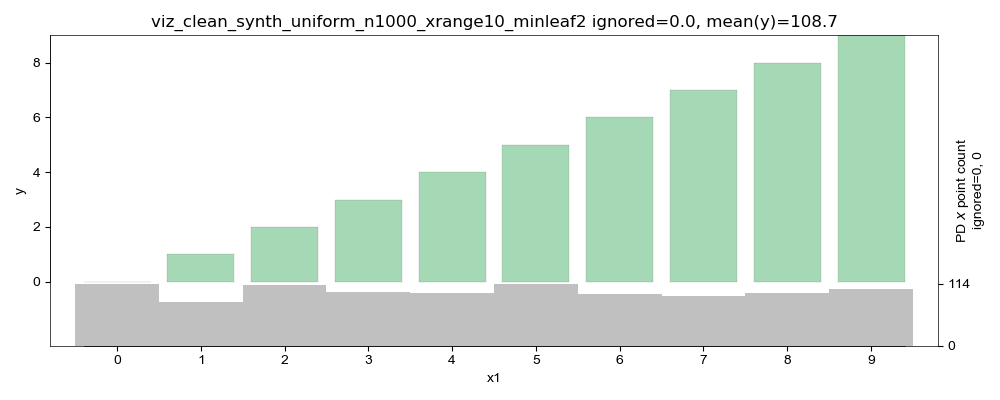 viz_clean_synth_uniform_n1000_xrange10_minleaf2 ignored=0.0, mean(y)=108.7
8
6
4
2
0
y
114
0
PD x point count
ignored=0, 0
0 1 2 3 4 5 6 7 8 9
x1